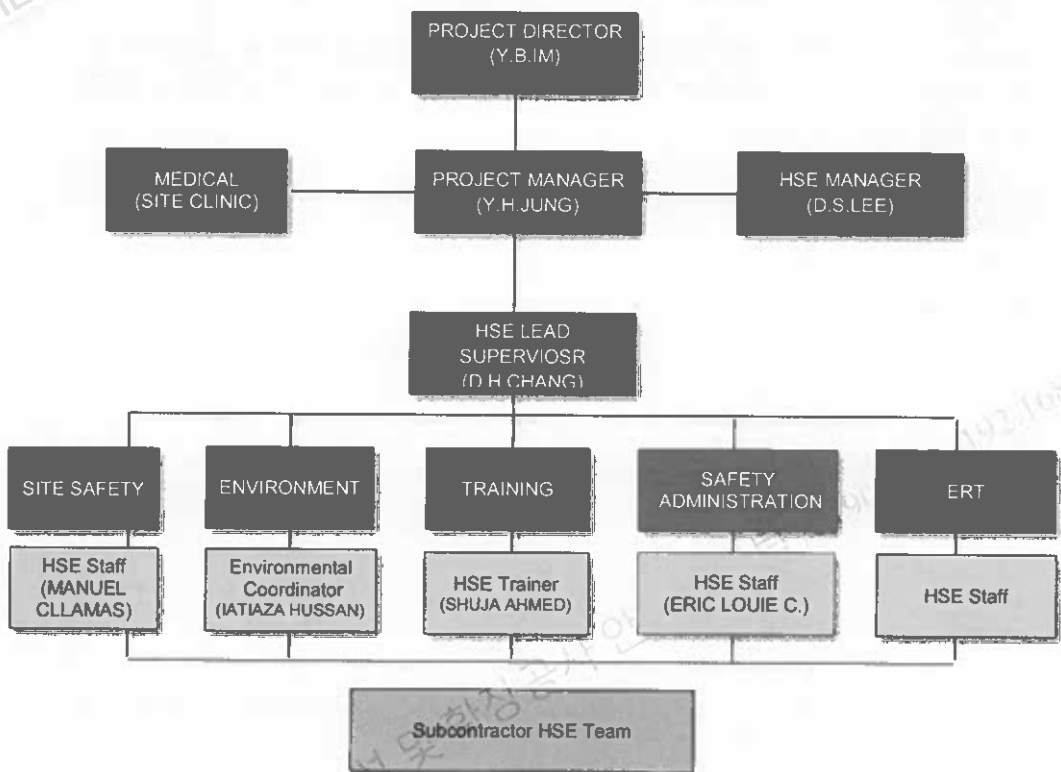 PROJECT DIRECTOR
(Y.B.IM)
MEDICAL
(SITE CLINIC)
PROJECT MANAGER
(Y.H.JUNG)
HSE MANAGER
(D.S.LEE)
HSE LEAD
SUPERVIOSR
(D.H.CHANG)
SITE SAFETY
ENVIRONMENT
TRAINING
SAFETY
ADMINISTRATION
ERT
HSE Staff
(MANUEL
CLLAMAS)
Environmental
Coordinator
(IATIAZA HUSSAN)
HSE Trainer
(SHUJA AHMED)
HSE Staff
(ERIC LOUIE C.)
HSE Staff
Subcontractor HSE Team